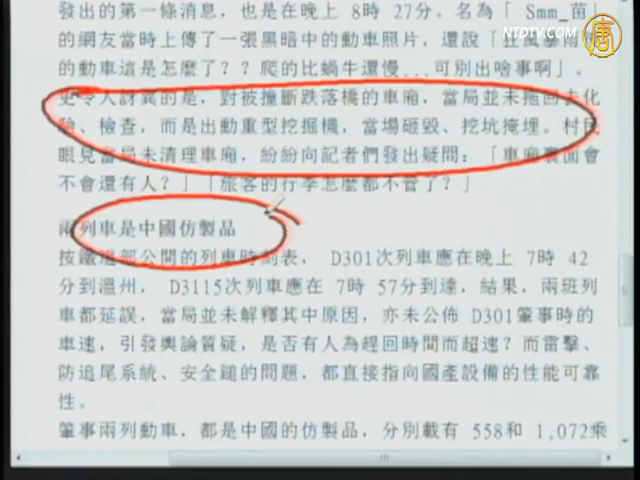 發出的第一條消息，也是在晚上 8時 27分。名為「 Smm_苗」
NTDTV.COM
唐
的網友當時上傳了一張黑暗中的動車照片，還說「狂風暴雨
的動車這是怎麼了？？爬的比蝸牛還慢...可別出啥事啊」。
更令人訝異的是，對被撞斷跌落橋的車廂，當局並未拖回去化
驗、檢查，而是出動重型挖掘機，當場砸毀、挖坑掩埋。村民
眼見當局未清理車廂，紛紛向記者們發出疑問：「車廂裏面會
不會還有人？」「旅客的行李怎麼都不管了？」
兩列車是中國仿製品
按鐵道部公開的列車時刻表， D301次列車應在晚上 7時 42
分到溫州， D3115次列車應在 7時 57分到達，結果，兩班列
車都延誤，當局並未解釋其中原因，亦未公佈 D301肇事時的
車速，引發輿論質疑，是否有人為趕回時間而超速？而雷擊、
防追尾系統、安全鎚的問題，都直接指向國產設備的性能可靠
性。
肇事兩列動車，都是中國的仿製品，分別載有 558和 1,072乘